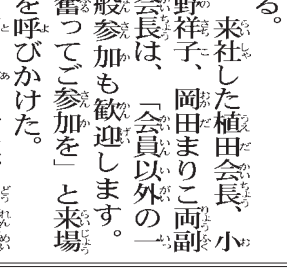 る。
来社した植田会長、小
野祥子、岡田まりこ両副
会長は、「会員以外の一
般参加も歓迎します。
奮ってご参加を」と来場
を呼びかけた。